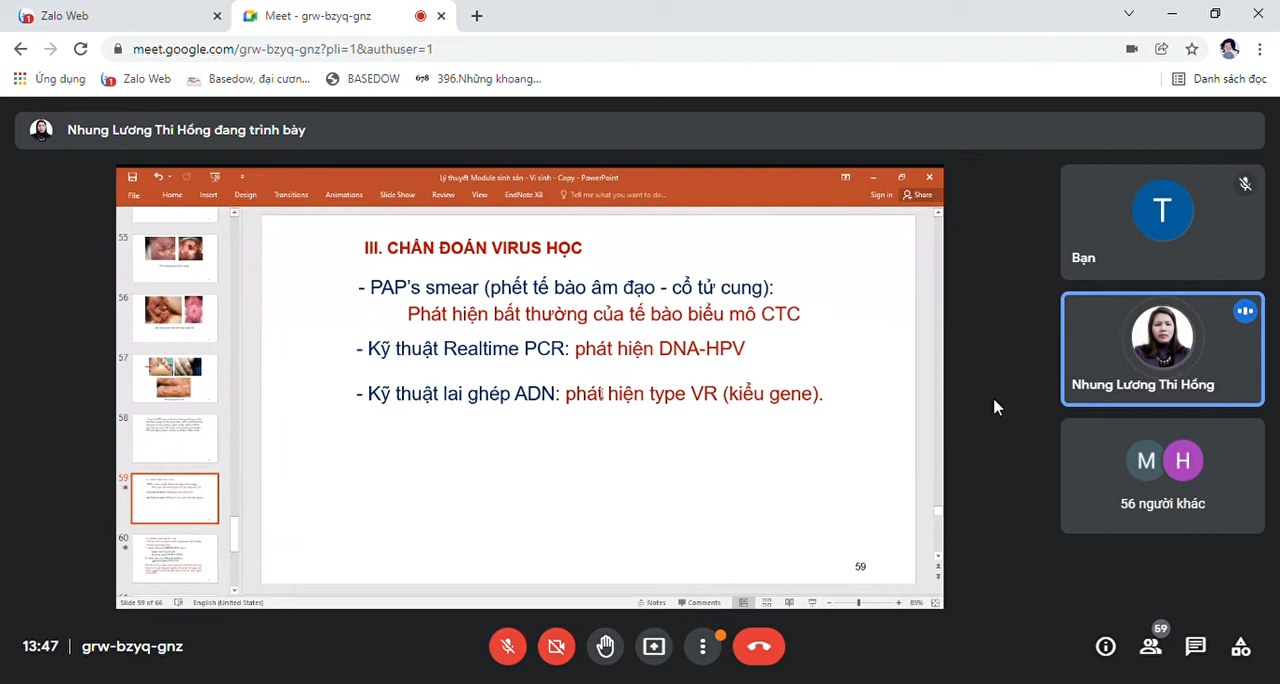 Zalo Web
Meet - grw-bzyq-gnz
meet.google.com/grw-bzyq-gnz?pli=1&authuser=1
Ứng dụng
Zalo Web
Basedow, đại cươn...
BASEDOW
396.Những khoang...
Danh sách đọc
Nhung Lương Thi Hồng đang trình bày
Lý thuyết Module sinh sản - Vi sinh - Copy - PowerPoint
File Home Insert Design Transitions Animations Slide Show Review View EndNote X8 Tell me what you want to do... Sign in Share
55
56
57
58
59
60
III. CHẨN ĐOÁN VIRUS HỌC
- PAP's smear (phết tế bào âm đạo - cổ tử cung):
Phát hiện bất thường của tế bào biểu mô CTC
- Kỹ thuật Realtime PCR: phát hiện DNA-HPV
- Kỹ thuật lai ghép ADN: phát hiện type VR (kiểu gene).
59
Slide 59 of 66 English (United States) Notes Comments 85%
T
Bạn
Nhung Lương Thi Hồng
M H
56 người khác
13:47 | grw-bzyq-gnz
59